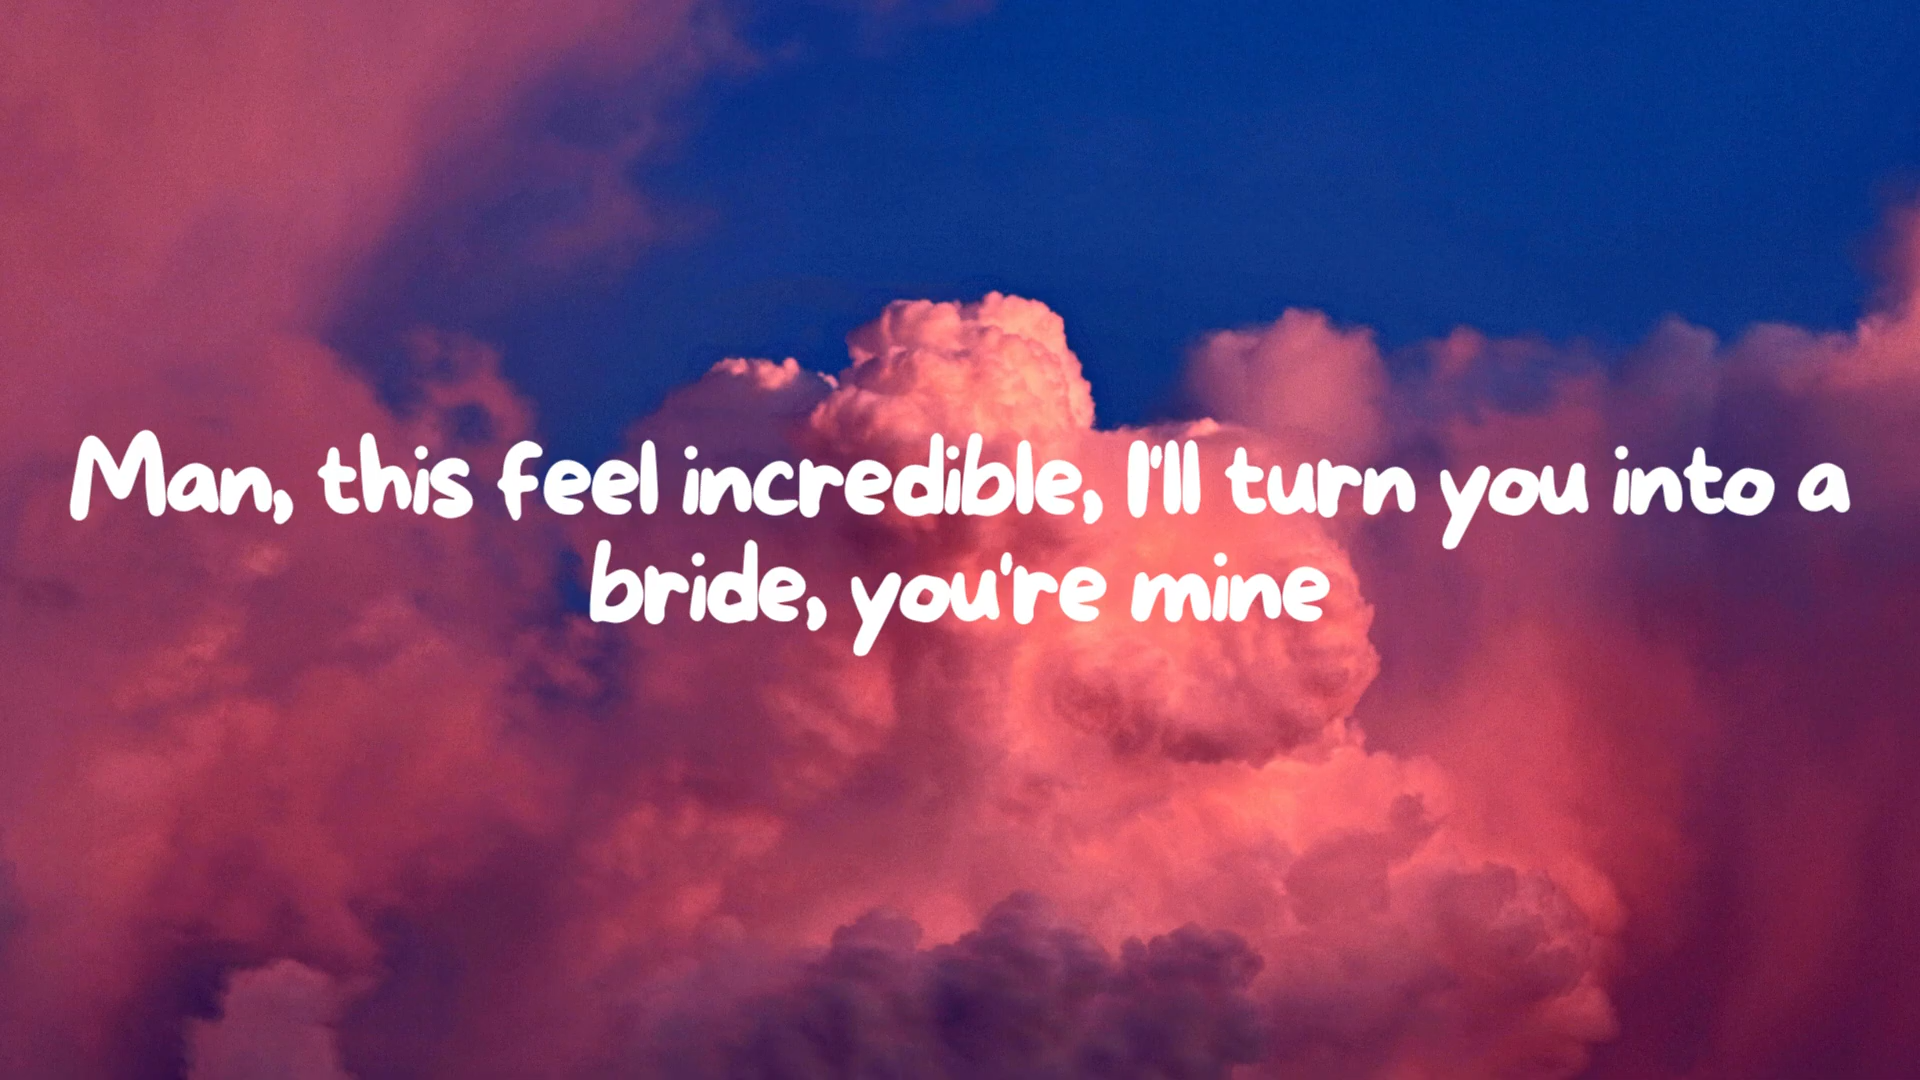 Man, this feel incredible, I'll turn you into a
bride, you're mine